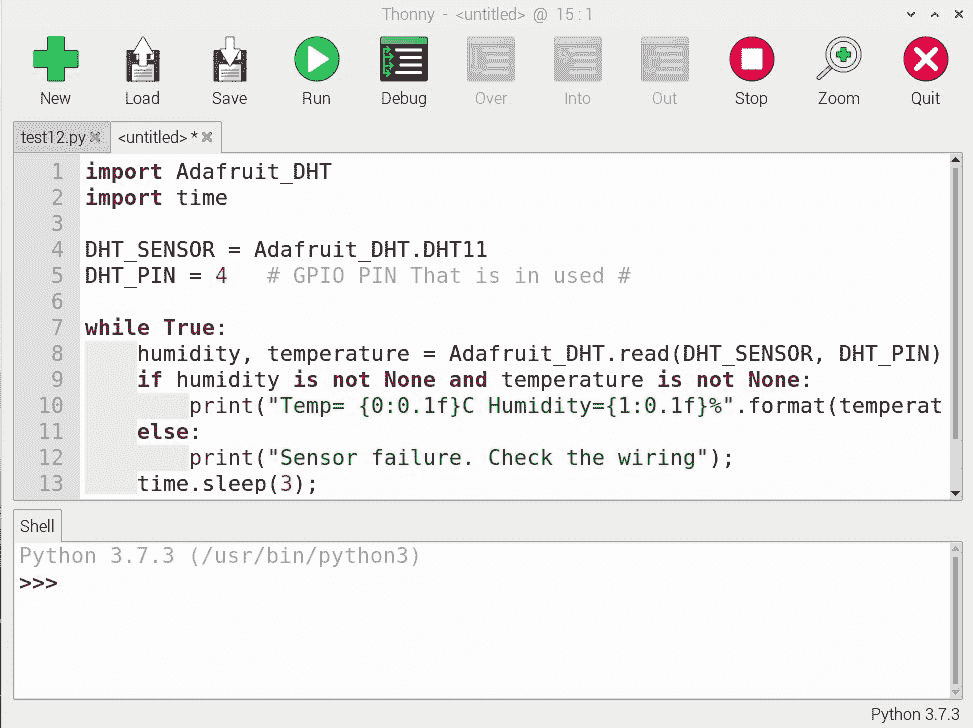 Thonny - <untitled> @ 15:1
New Load Save Run Debug Over Into Out Stop Zoom Quit
test12.py <untitled> *
1 import Adafruit_DHT
2 import time
3
4 DHT_SENSOR = Adafruit_DHT.DHT11
5 DHT_PIN = 4   # GPIO PIN That is in used #
6
7 while True:
8     humidity, temperature = Adafruit_DHT.read(DHT_SENSOR, DHT_PIN)
9     if humidity is not None and temperature is not None:
10         print("Temp= {0:0.1f}C Humidity={1:0.1f}%".format(temperat
11     else:
12         print("Sensor failure. Check the wiring");
13     time.sleep(3);
Shell
Python 3.7.3 (/usr/bin/python3)
>>>
Python 3.7.3